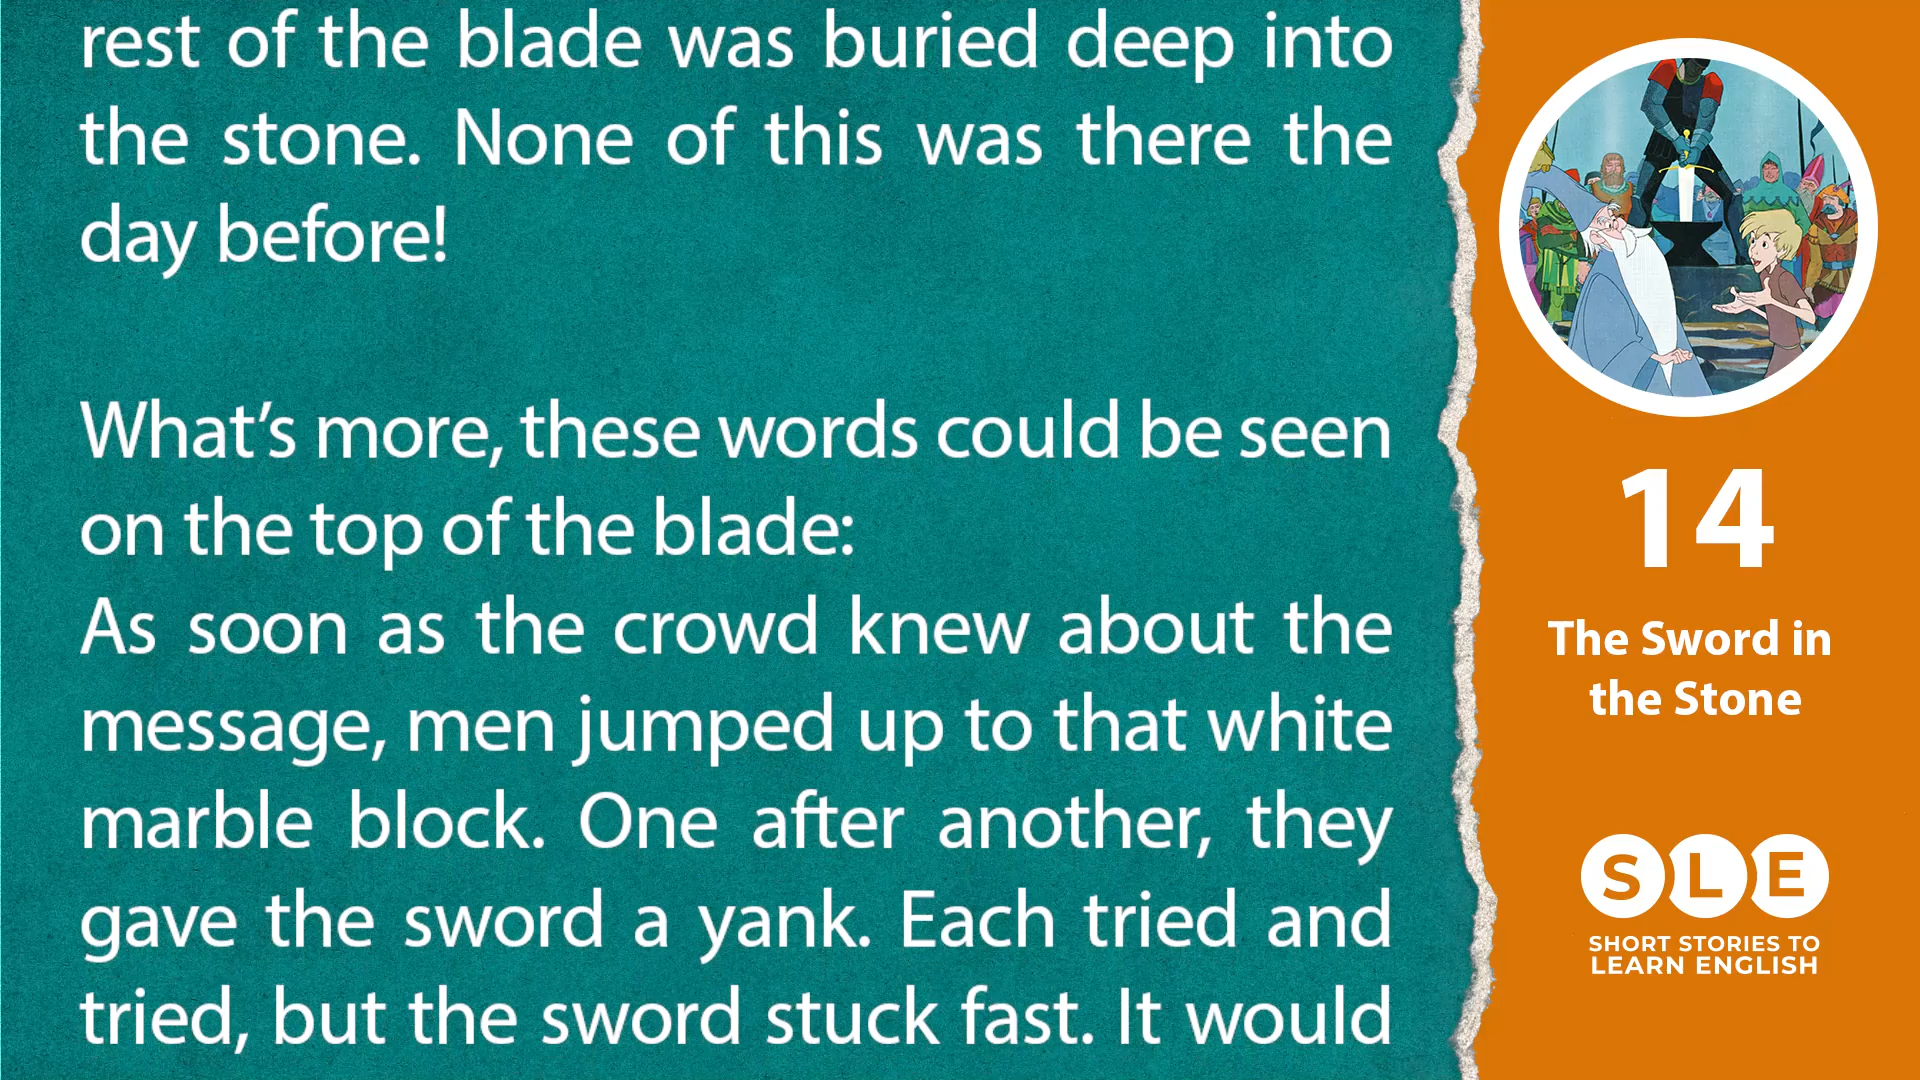 rest of the blade was buried deep into
the stone. None of this was there the
day before!
What’s more, these words could be seen
on the top of the blade:
As soon as the crowd knew about the
message, men jumped up to that white
marble block. One after another, they
gave the sword a yank. Each tried and
tried, but the sword stuck fast. It would
14
The Sword in
the Stone
SLE
SHORT STORIES TO
LEARN ENGLISH